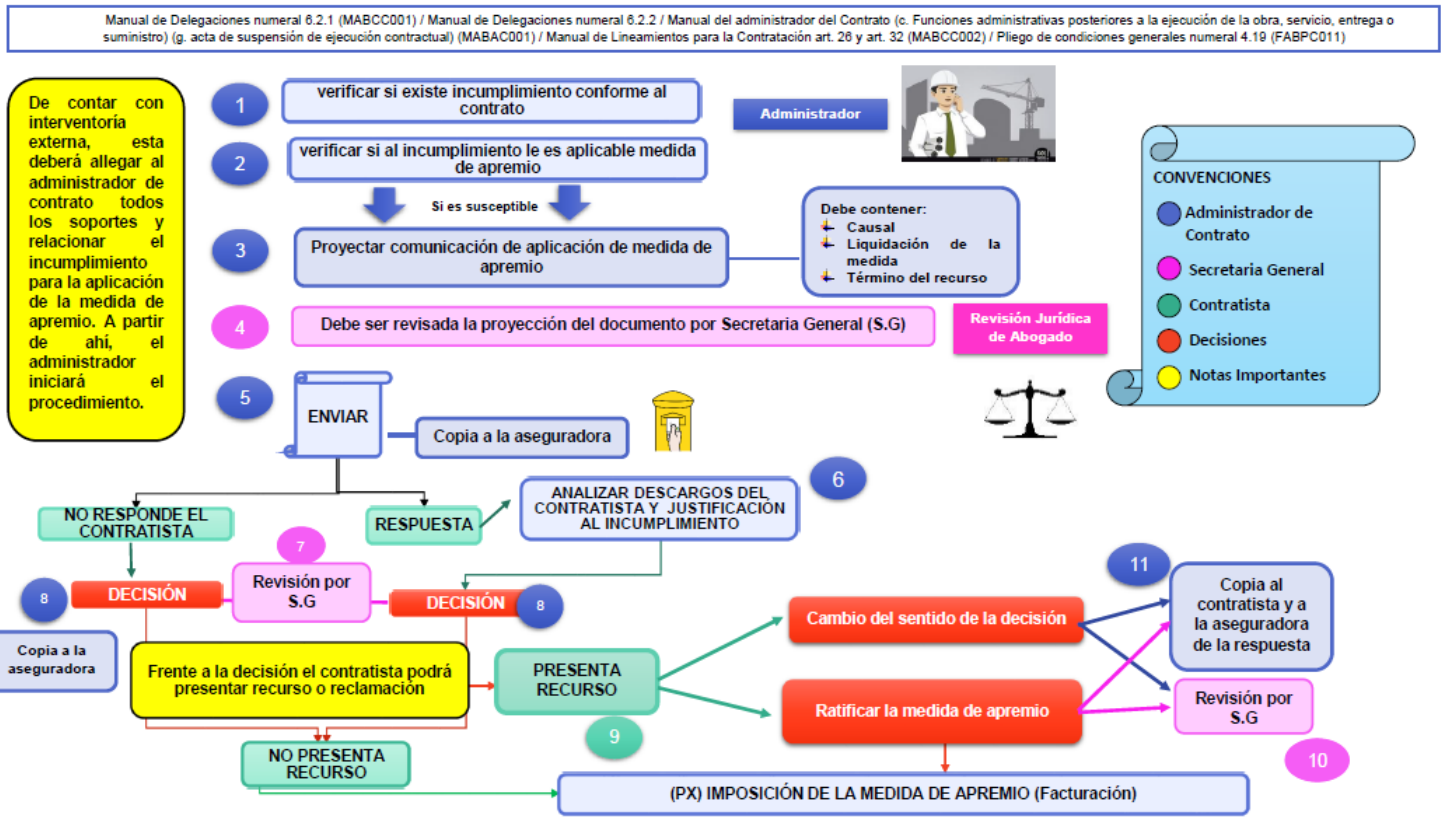 Manual de Delegaciones numeral 6.2.1 (MABCC001) / Manual de Delegaciones numeral 6.2.2 / Manual del administrador del Contrato (c. Funciones administrativas posteriores a la ejecución de la obra, servicio, entrega o
suministro) (g. acta de suspensión de ejecución contractual) (MABAC001) / Manual de Lineamientos para la Contratación art. 26 y art. 32 (MABCC002) / Pliego de condiciones generales numeral 4.19 (FABPC011)
De contar con
interventoría
externa, esta
deberá allegar al
administrador de
contrato todos
los soportes y
relacionar el
incumplimiento
para la aplicación
de la medida de
apremio. A partir
de ahí, el
administrador
iniciará el
procedimiento.
1
verificar si existe incumplimiento conforme al
contrato
Administrador
2
verificar si al incumplimiento le es aplicable medida
de apremio
Si es susceptible
3
Proyectar comunicación de aplicación de medida de
apremio
Debe contener:
Causal
Liquidación de la
medida
Término del recurso
4
Debe ser revisada la proyección del documento por Secretaria General (S.G)
Revisión Jurídica
de Abogado
CONVENCIONES
Administrador de
Contrato
Secretaria General
Contratista
Decisiones
Notas Importantes
5
ENVIAR
Copia a la aseguradora
6
NO RESPONDE EL
CONTRATISTA
RESPUESTA
ANALIZAR DESCARGOS DEL
CONTRATISTA Y JUSTIFICACIÓN
AL INCUMPLIMIENTO
7
8
DECISIÓN
Revisión por
S.G
DECISIÓN
8
Copia a la
aseguradora
Frente a la decisión el contratista podrá
presentar recurso o reclamación
PRESENTA
RECURSO
9
NO PRESENTA
RECURSO
Cambio del sentido de la decisión
Ratificar la medida de apremio
11
Copia al
contratista y a
la aseguradora
de la respuesta
Revisión por
S.G
10
(PX) IMPOSICIÓN DE LA MEDIDA DE APREMIO (Facturación)